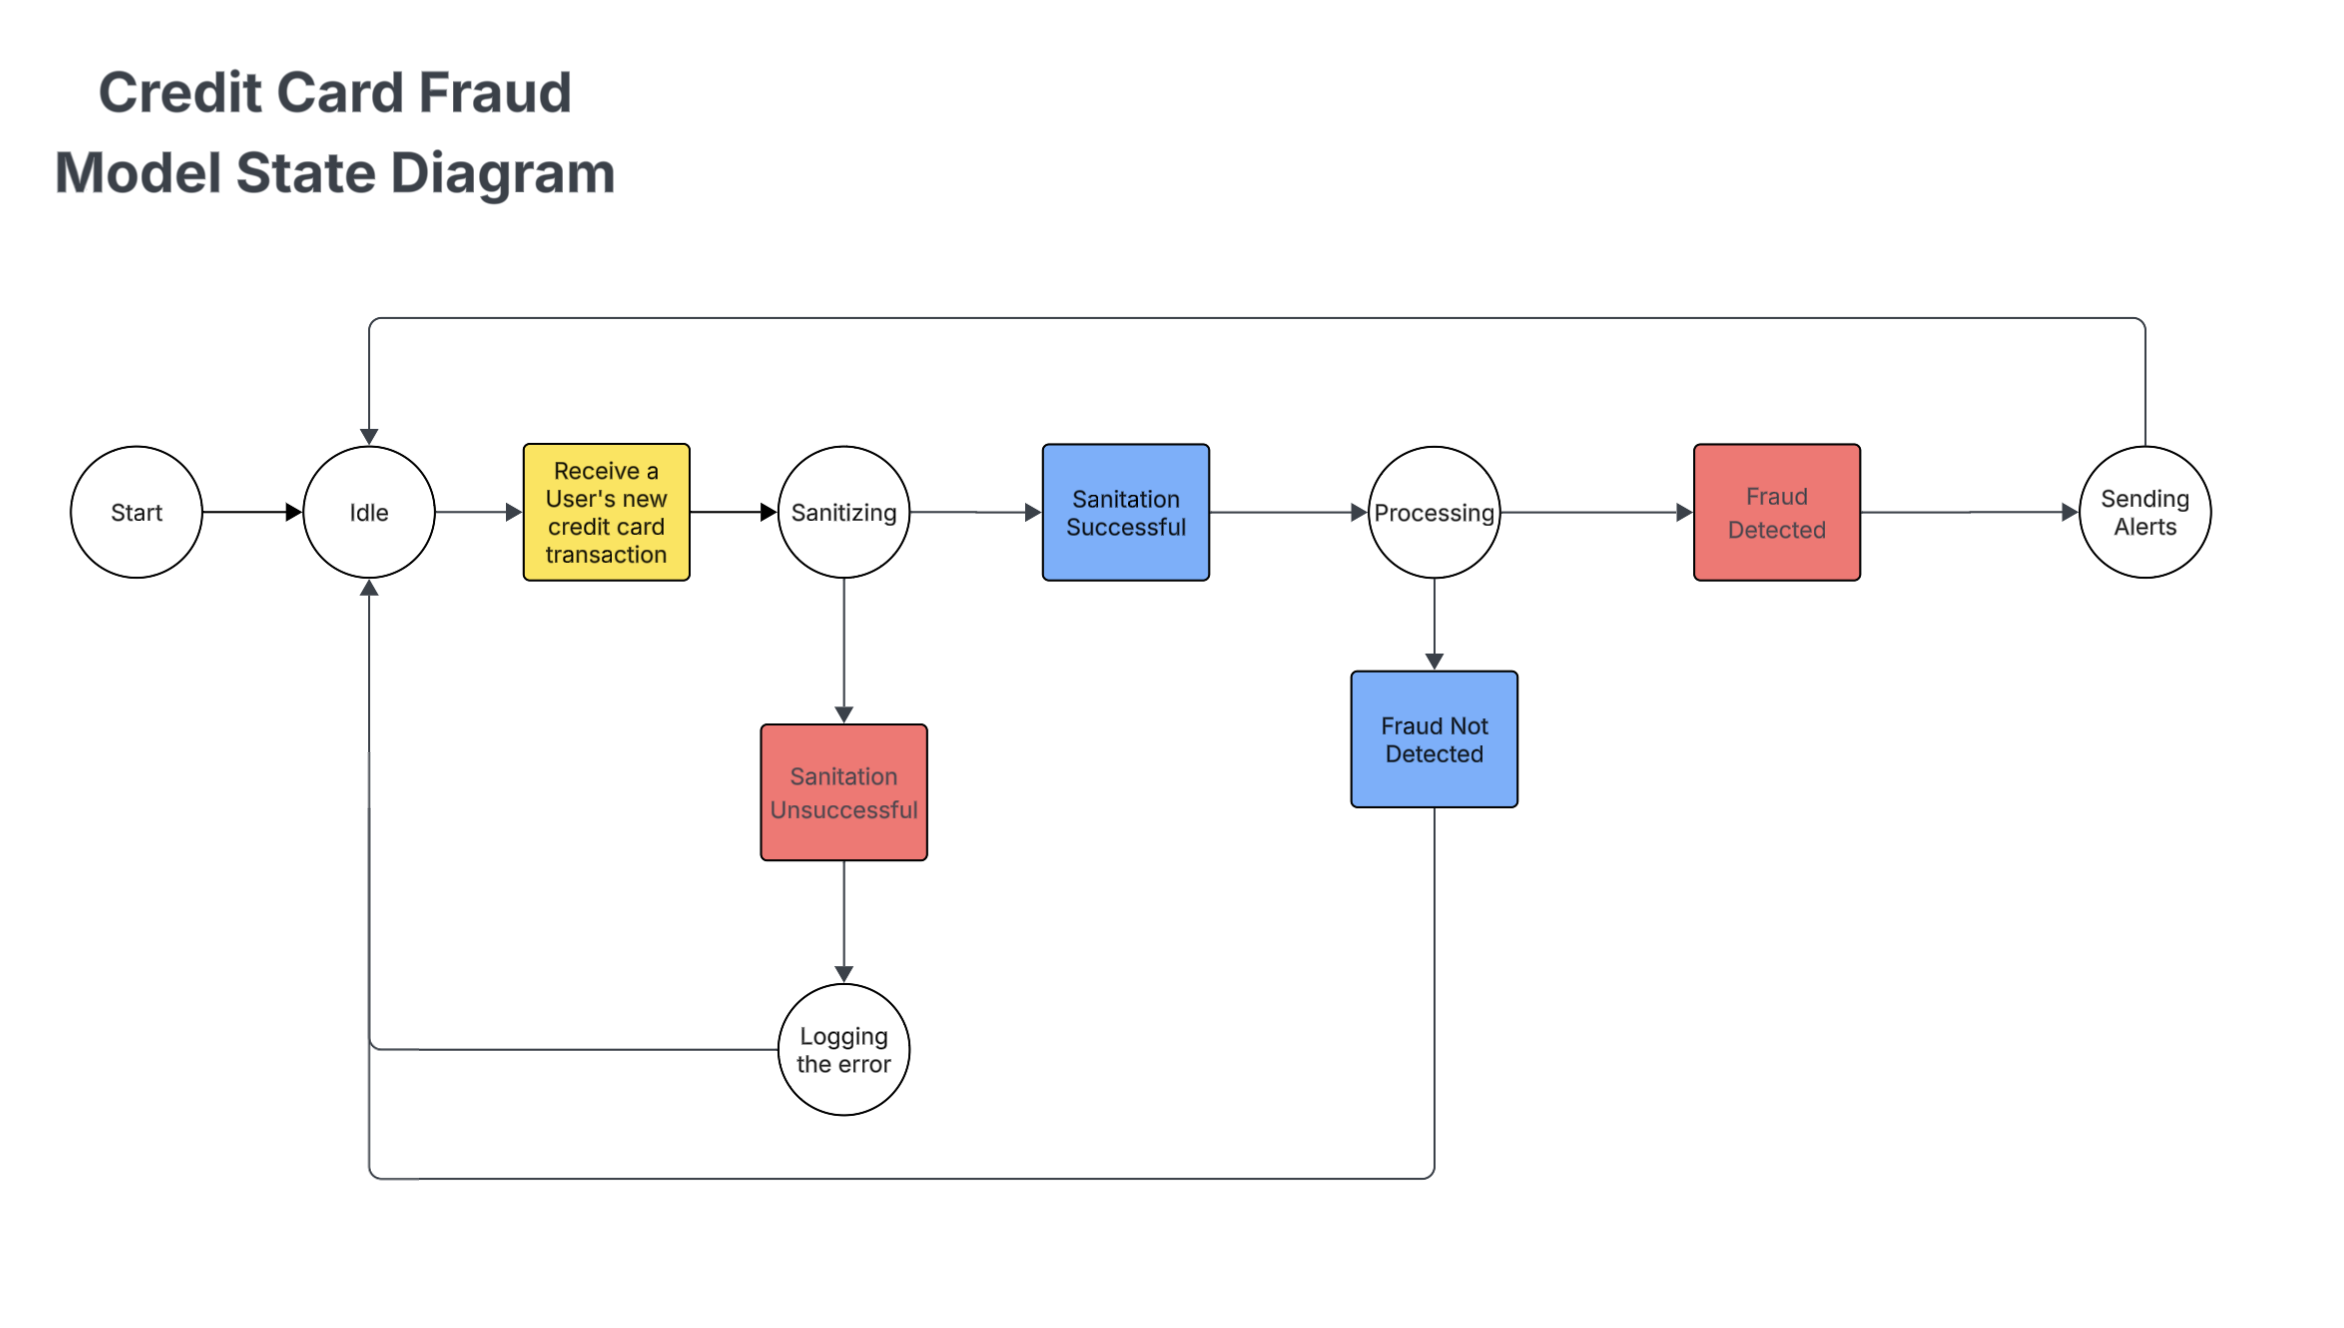 Credit Card Fraud
Model State Diagram
Start
Idle
Receive a
User's new
credit card
transaction
Sanitizing
Sanitation
Successful
Processing
Fraud
Detected
Sending
Alerts
Sanitation
Unsuccessful
Fraud Not
Detected
Logging
the error